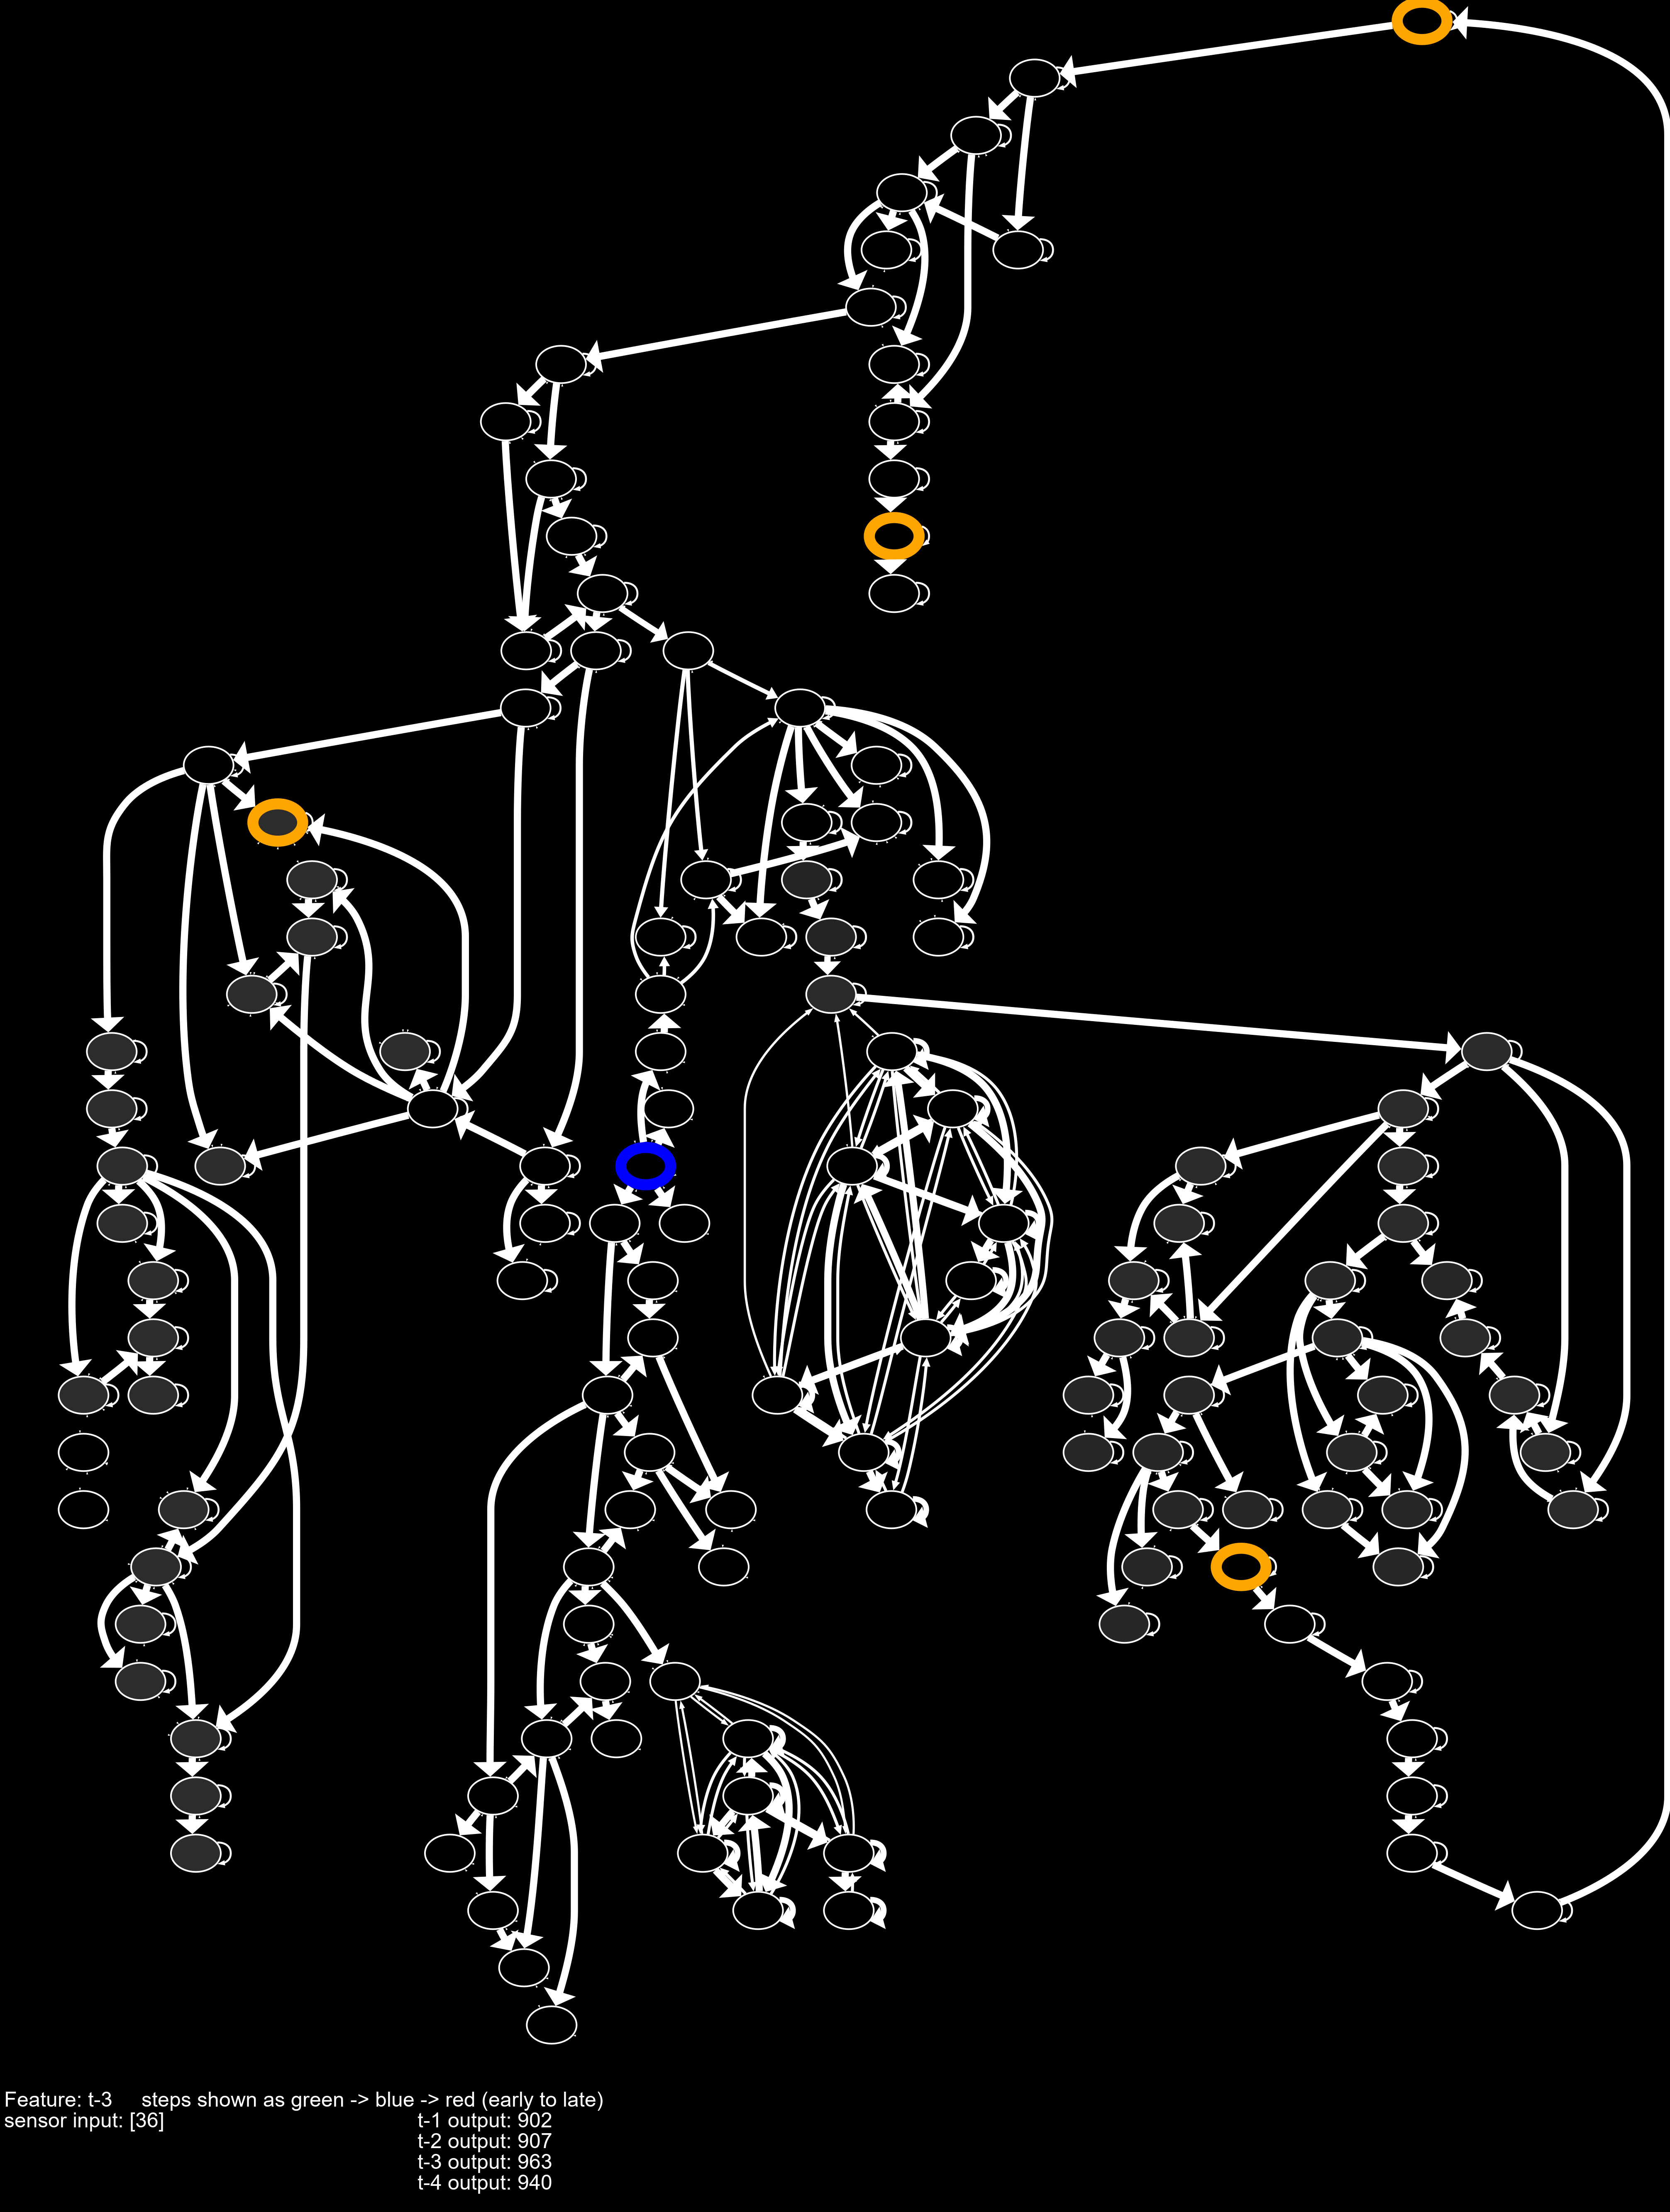 Feature: t-3     steps shown as green -> blue -> red (early to late)
sensor input: [36]     t-1 output: 902
t-2 output: 907
t-3 output: 963
t-4 output: 940